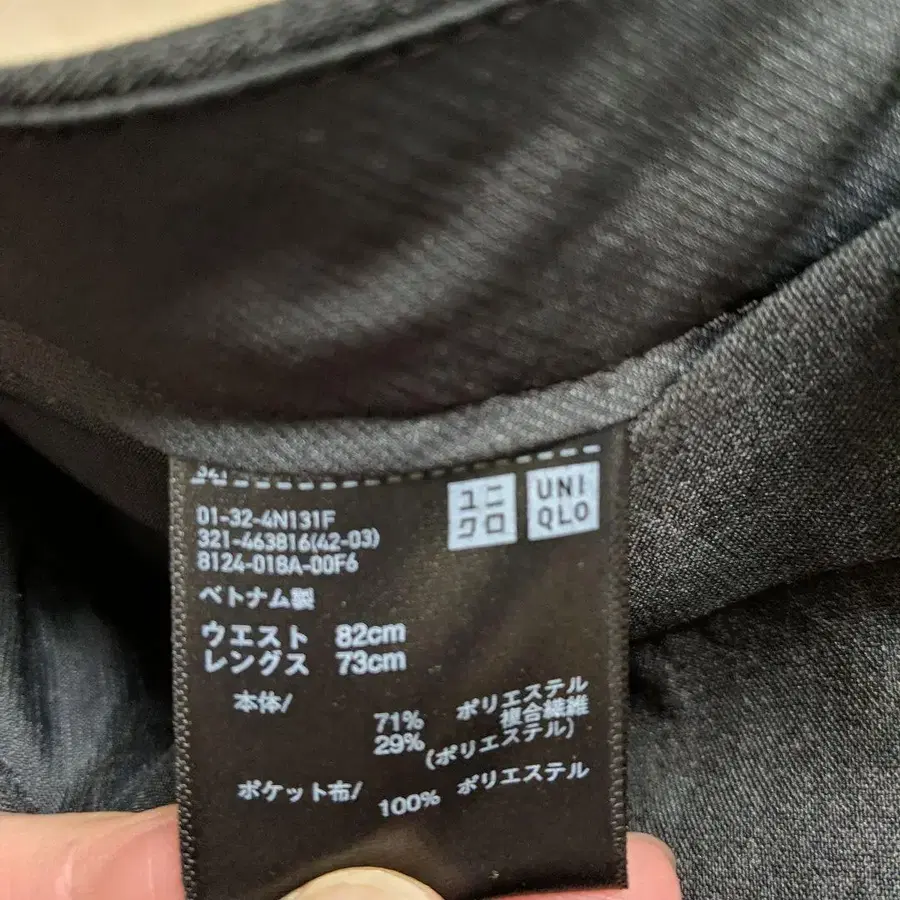 321
ユニ
クロ
UNI
QLO
01-32-4N131F
321-463816(42-03)
8124-018A-00F6
ベトナム製
ウエスト 82cm
レングス 73cm
本体/
71% ポリエステル
29% 複合繊維
(ポリエステル)
ポケット布/
100% ポリエステル